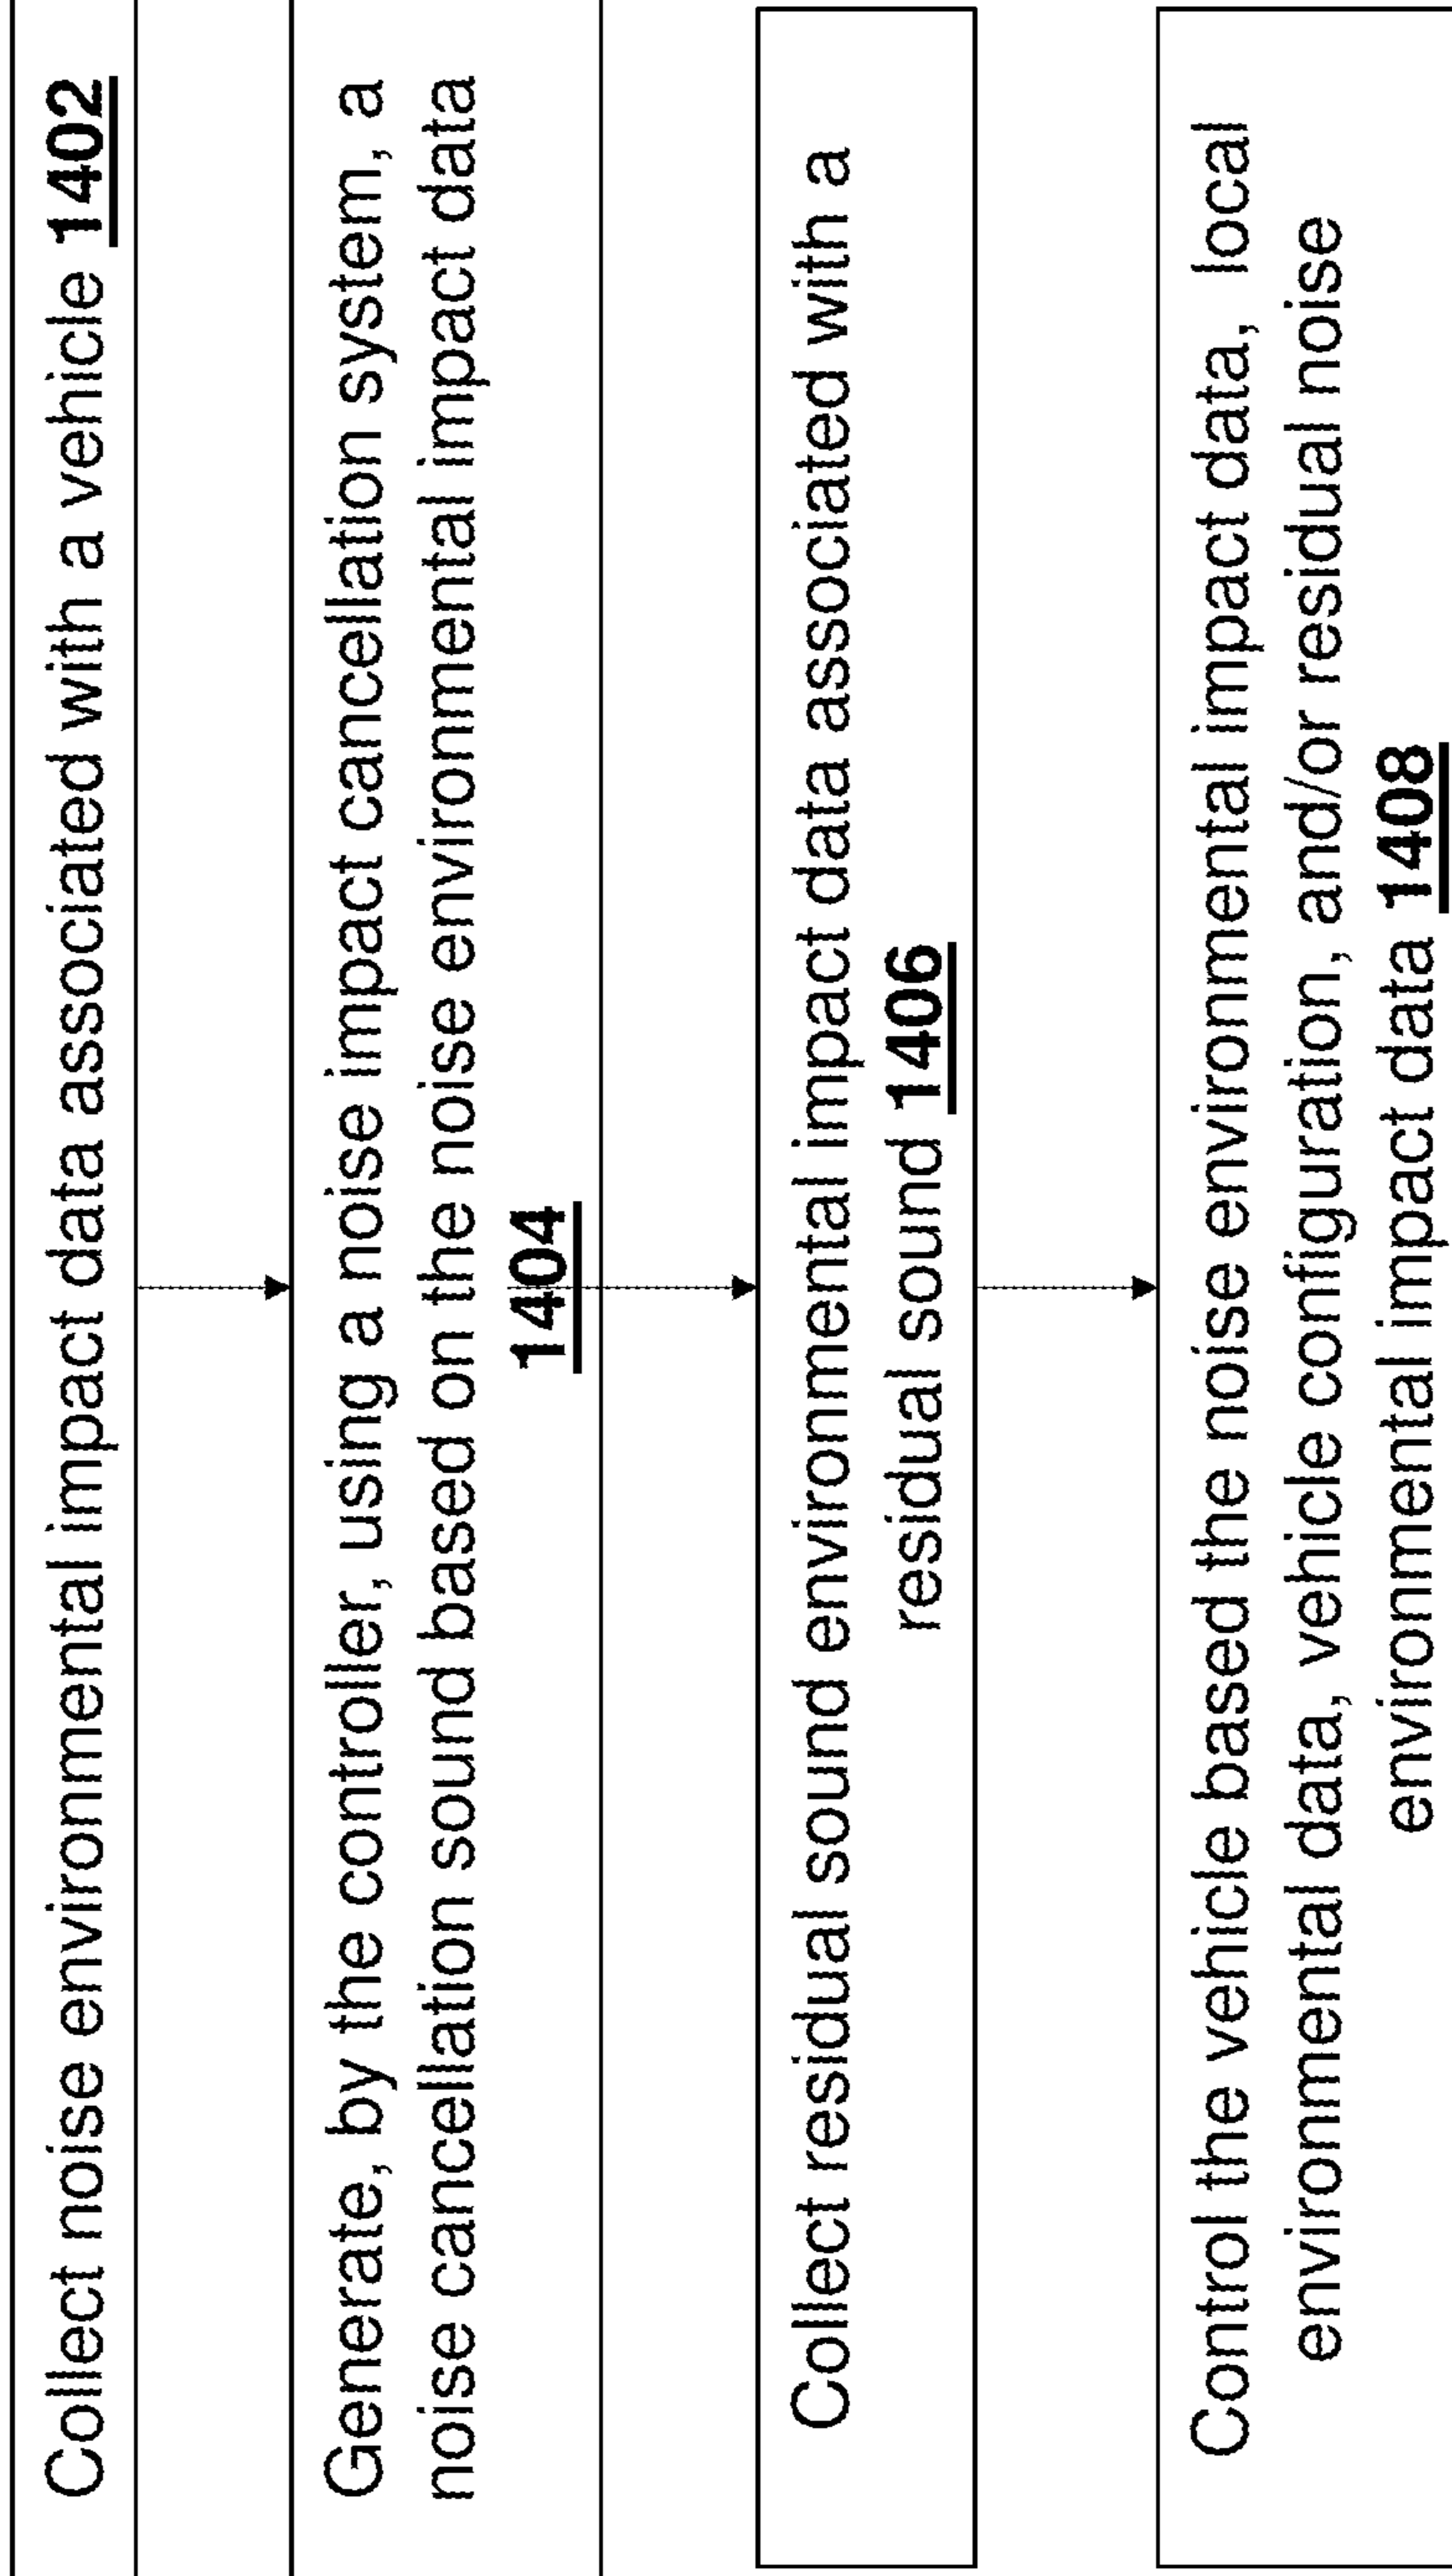 Collect noise environmental impact data associated with a vehicle 1402
Generate, by the controller, using a noise impact cancellation system, a
noise cancellation sound based on the noise environmental impact data
1404
Collect residual sound environmental impact data associated with a
residual sound 1406
Control the vehicle based the noise environmental impact data, local
environmental data, vehicle configuration, and/or residual noise
environmental impact data 1408